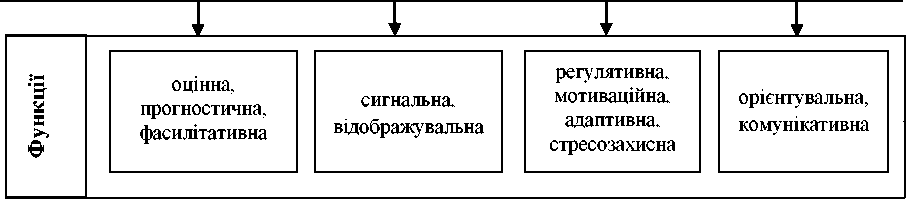 Функції
оцінна,
прогностична,
фасилітативна
сигнальна,
відображувальна
регулятивна,
мотиваційна,
адаптивна,
стресозахисна
орієнтувальна,
комунікативна